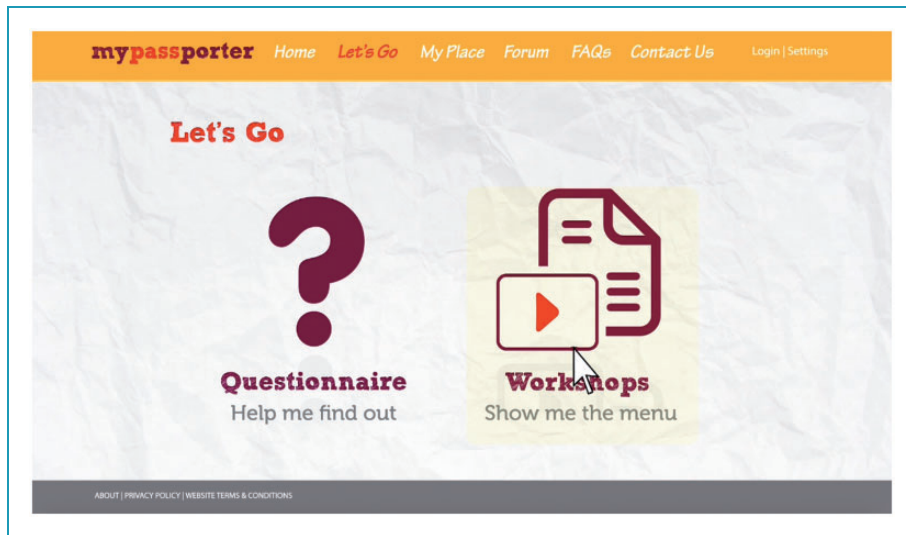 mypassporter Home Let's Go My Place Forum FAQs Contact Us Login | Settings
Let's Go
Questionnaire
Help me find out
Workshops
Show me the menu
ABOUT | PRIVACY POLICY | WEBSITE TERMS & CONDITIONS